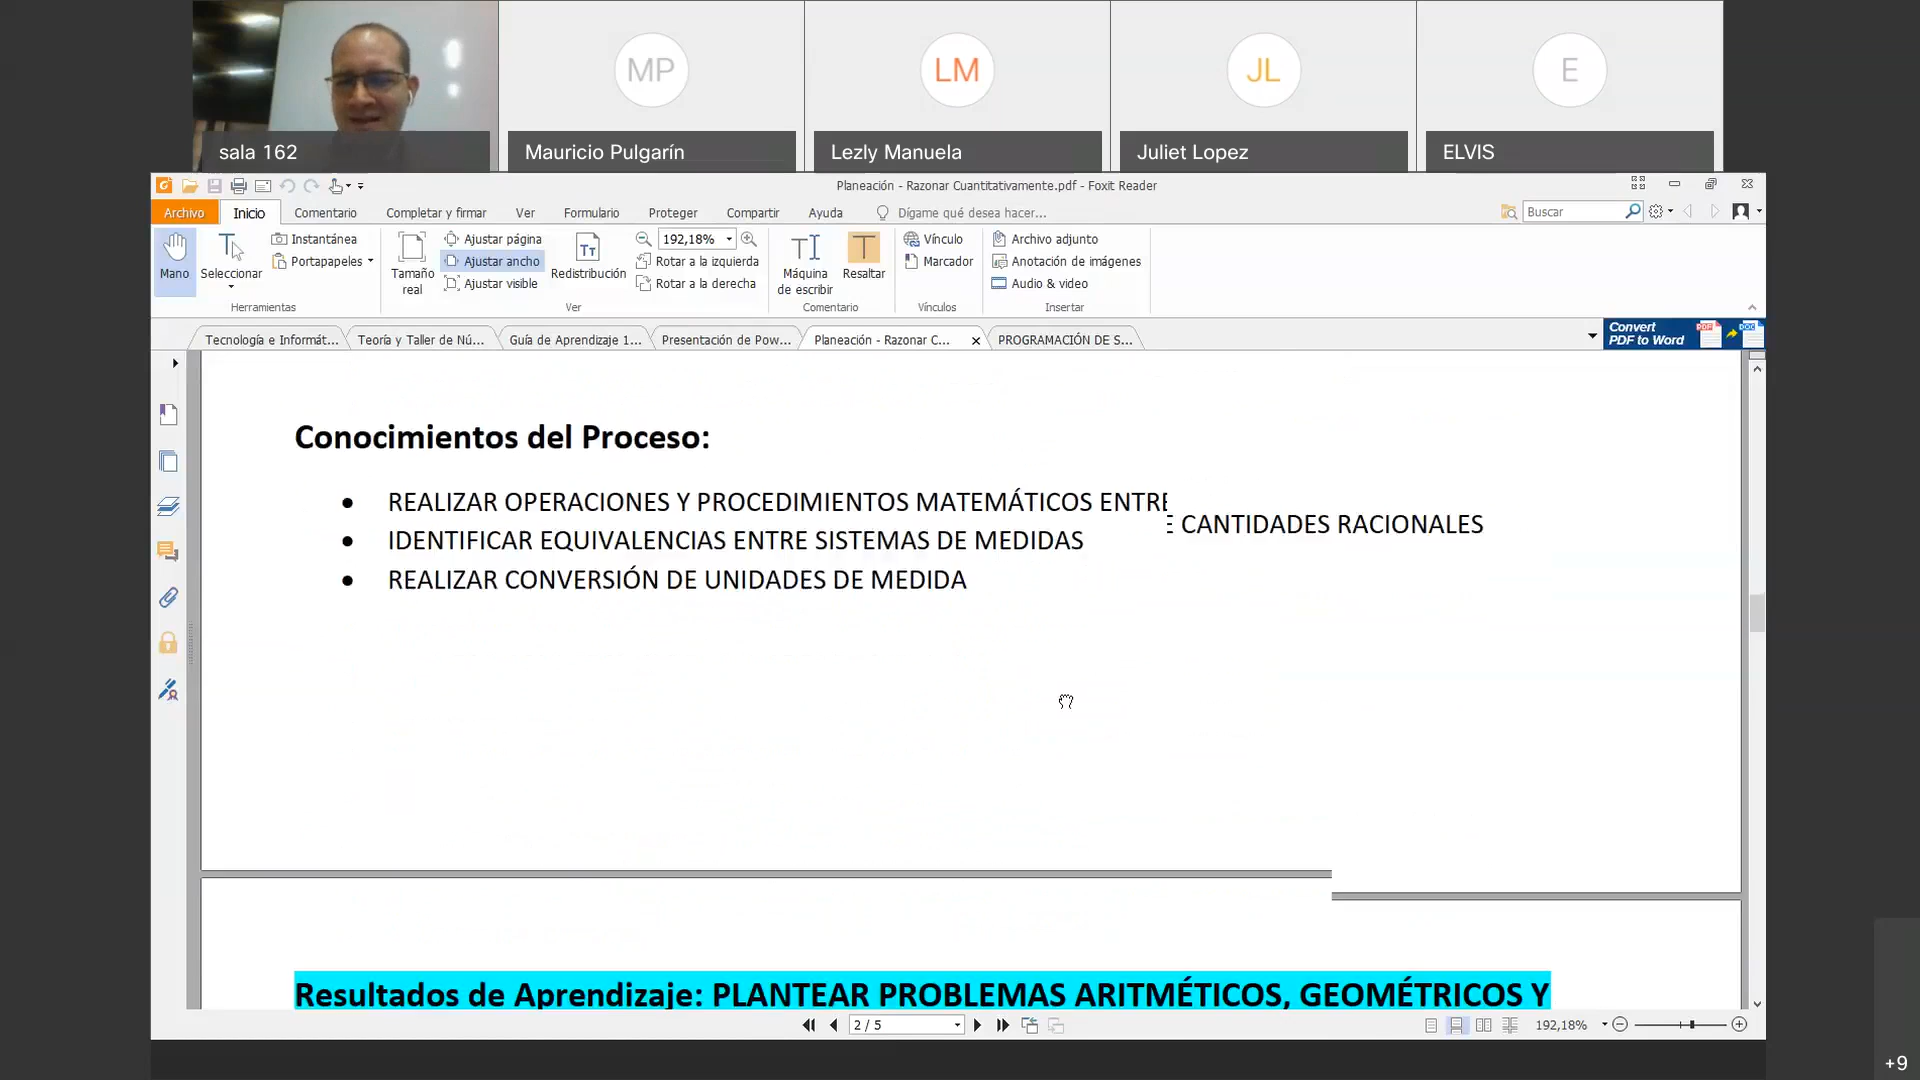 MP
LM
JL
E
sala 162
Mauricio Pulgarín
Lezly Manuela
Juliet Lopez
ELVIS
Planeación - Razonar Cuantitativamente.pdf - Foxit Reader
Archivo
Inicio
Comentario
Completar y firmar
Ver
Formulario
Proteger
Compartir
Ayuda
Dígame qué desea hacer...
Buscar
Mano
Seleccionar
Instantánea
Portapapeles
Herramientas
Tamaño
real
Ajustar página
Ajustar ancho
Ajustar visible
Redistribución
192,18%
Rotar a la izquierda
Rotar a la derecha
Ver
Máquina
de escribir
Resaltar
Comentario
Vínculo
Marcador
Vínculos
Archivo adjunto
Anotación de imágenes
Audio & video
Insertar
Tecnología e Informát...
Teoría y Taller de Nú...
Guía de Aprendizaje 1...
Presentación de Pow...
Planeación - Razonar C...
PROGRAMACIÓN DE S...
Convert
PDF to Word
PDF
DOC
Conocimientos del Proceso:
• REALIZAR OPERACIONES Y PROCEDIMIENTOS MATEMÁTICOS ENTRE CANTIDADES RACIONALES
• IDENTIFICAR EQUIVALENCIAS ENTRE SISTEMAS DE MEDIDAS
• REALIZAR CONVERSIÓN DE UNIDADES DE MEDIDA
Resultados de Aprendizaje: PLANTEAR PROBLEMAS ARITMÉTICOS, GEOMÉTRICOS Y
2 / 5
192,18%
+9